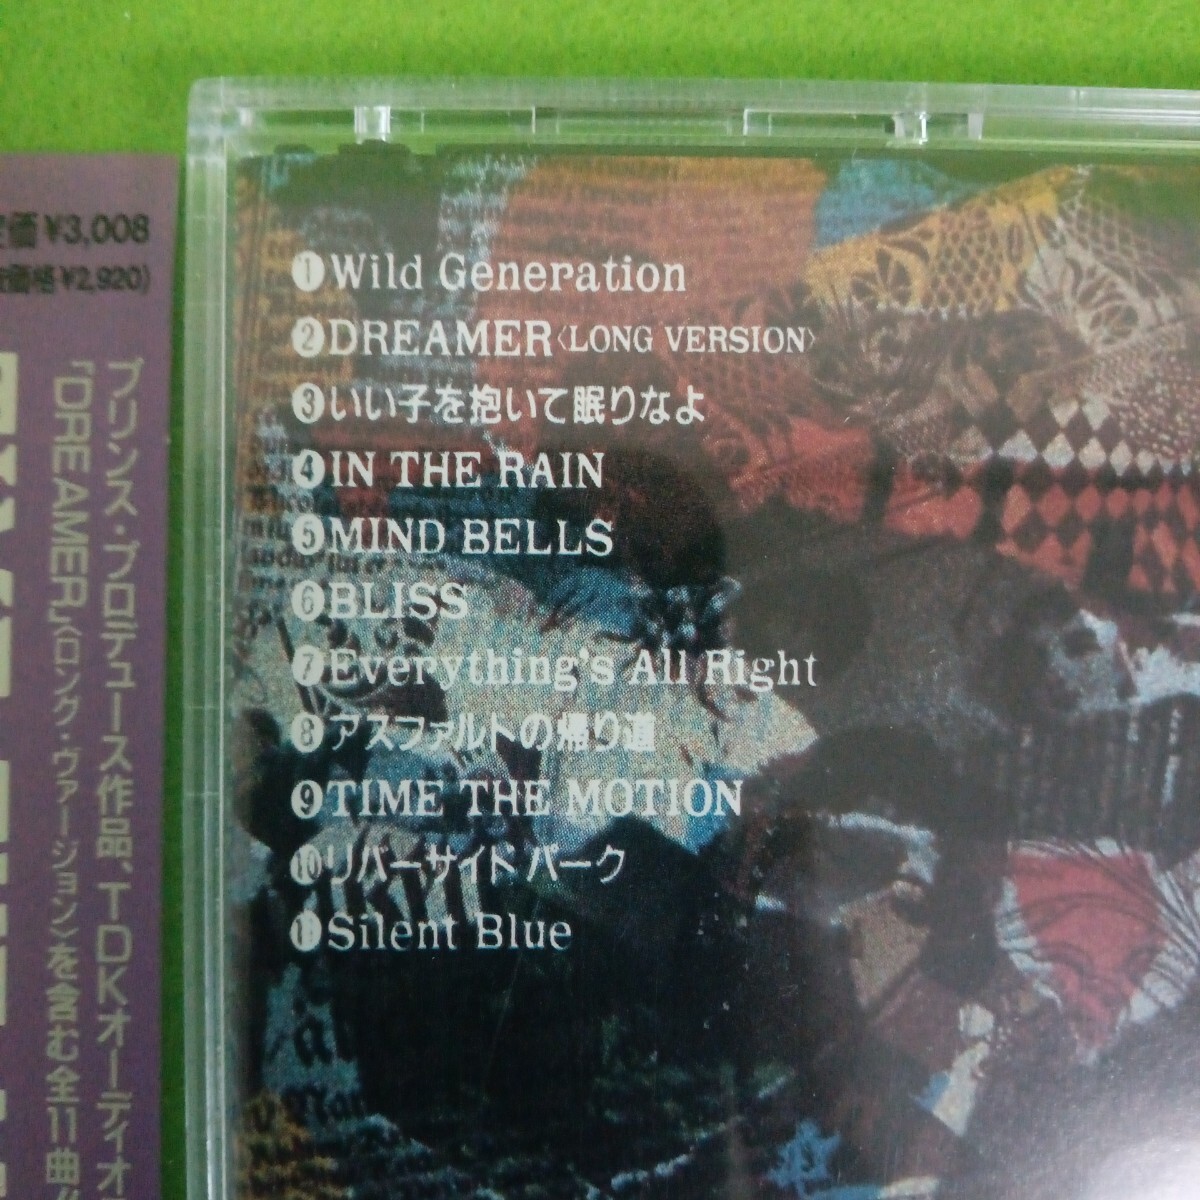 定価 ¥3,008
価格 ¥2,920)
プリンス・プロデュース作品、TDKオーディオ
「DREAMER」〈ロング・ヴァージョン〉を含む全11曲
❶Wild Generation
❷DREAMER〈LONG VERSION〉
❸いい子を抱いて眠りなよ
❹IN THE RAIN
❺MIND BELLS
❻BLISS
❼Everything's All Right
❽アスファルトの帰り道
❾TIME THE MOTION
❿リバーサイド パーク
⓫Silent Blue